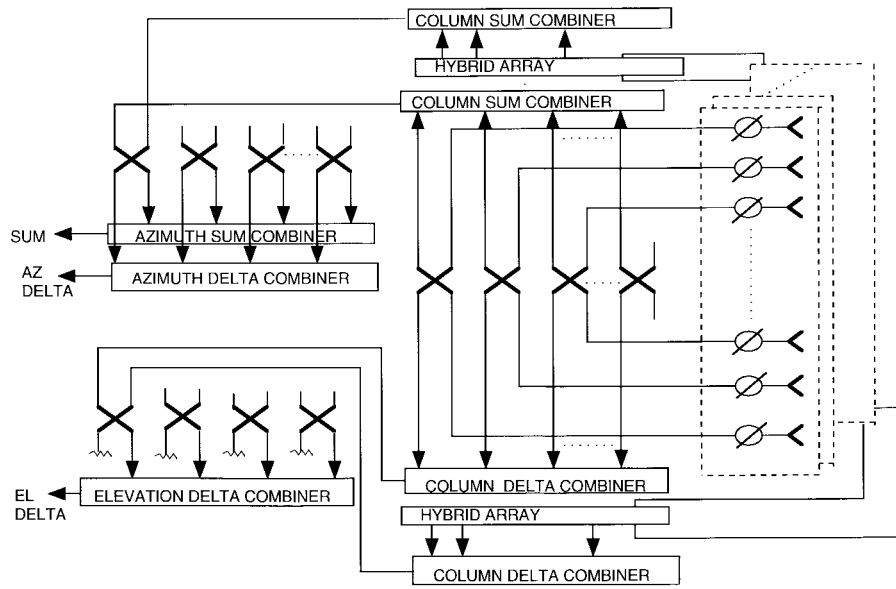 COLUMN SUM COMBINER
HYBRID ARRAY
COLUMN SUM COMBINER
SUM
AZIMUTH SUM COMBINER
AZ
DELTA
AZIMUTH DELTA COMBINER
EL
DELTA
ELEVATION DELTA COMBINER
COLUMN DELTA COMBINER
HYBRID ARRAY
COLUMN DELTA COMBINER